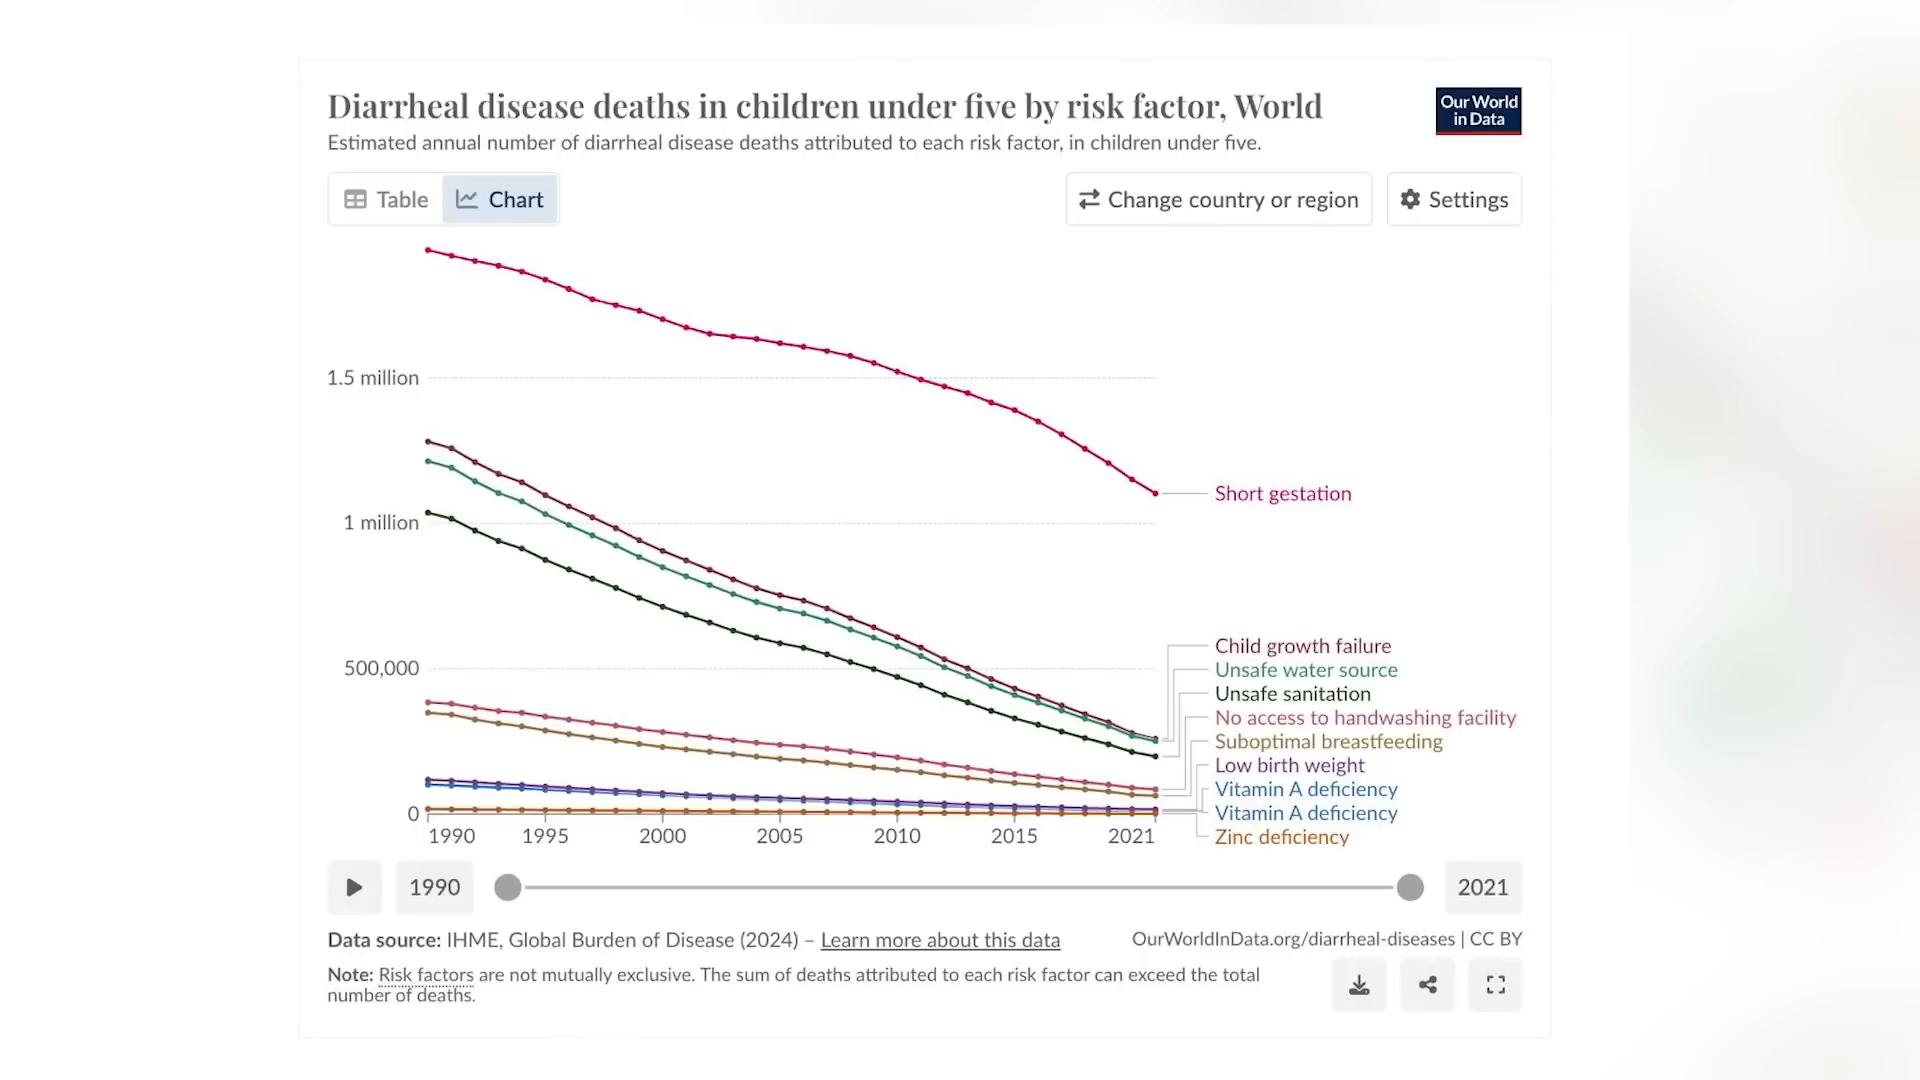 Diarrheal disease deaths in children under five by risk factor, World
Estimated annual number of diarrheal disease deaths attributed to each risk factor, in children under five.
Our World
in Data
Table
Chart
Change country or region
Settings
1.5 million
1 million
500,000
0
1990
1995
2000
2005
2010
2015
2021
Short gestation
Child growth failure
Unsafe water source
Unsafe sanitation
No access to handwashing facility
Suboptimal breastfeeding
Low birth weight
Vitamin A deficiency
Vitamin A deficiency
Zinc deficiency
1990
2021
Data source: IHME, Global Burden of Disease (2024) – Learn more about this data
OurWorldInData.org/diarrheal-diseases | CC BY
Note: Risk factors are not mutually exclusive. The sum of deaths attributed to each risk factor can exceed the total
number of deaths.